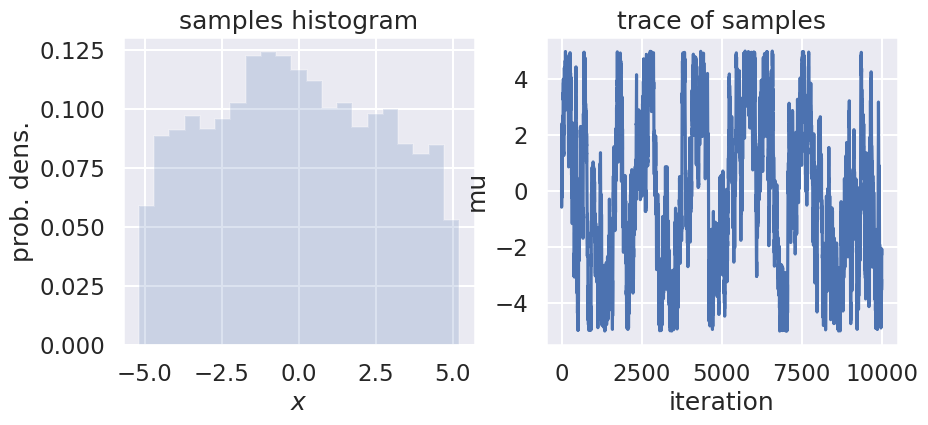 samples histogram
prob. dens.
0.125
0.100
0.075
0.050
0.025
0.000
−5.0 −2.5 0.0 2.5 5.0
x
trace of samples
mu
4
2
0
−2
−4
0 2500 5000 7500 10000
iteration